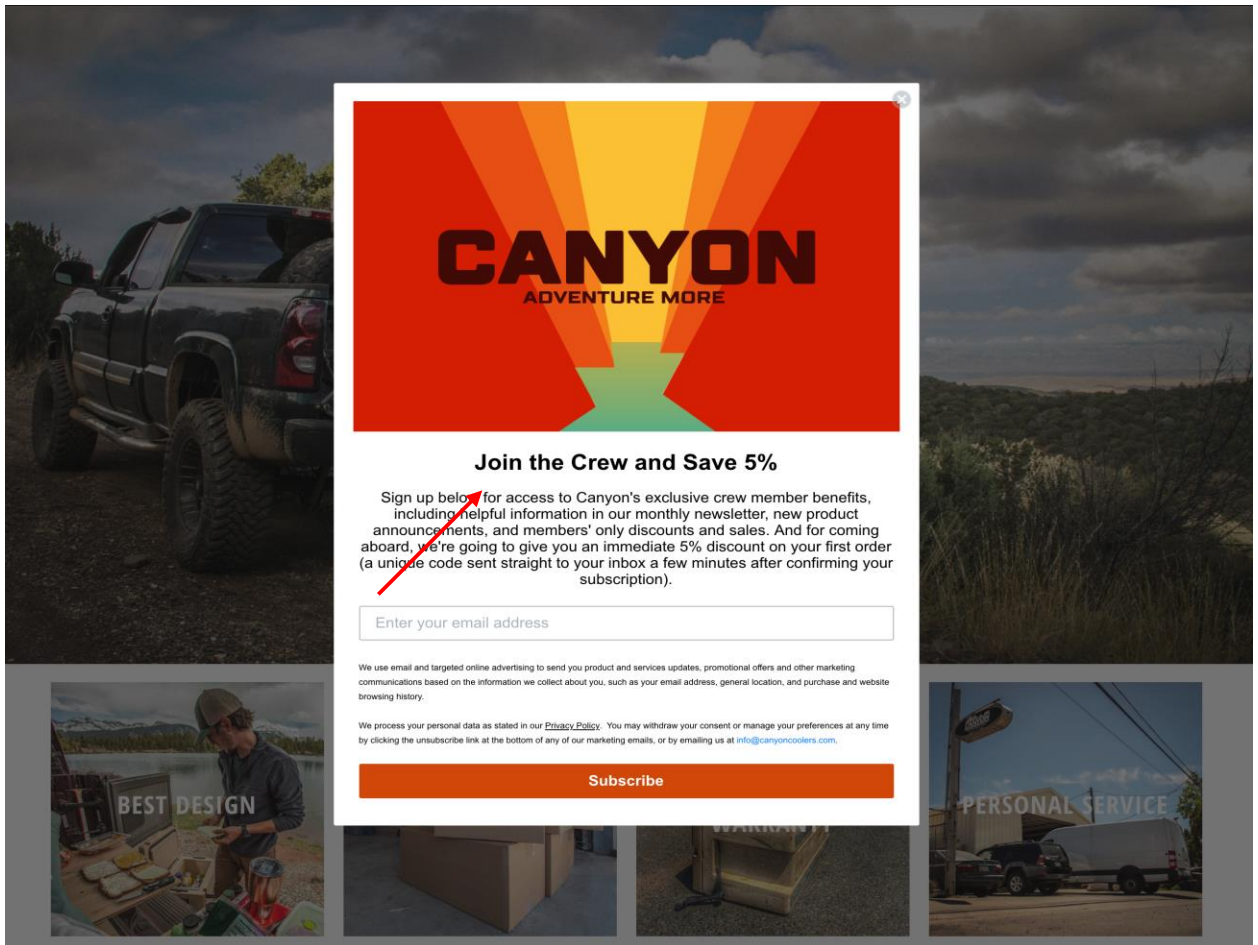 CANYON
ADVENTURE MORE
Join the Crew and Save 5%
Sign up below for access to Canyon's exclusive crew member benefits,
including helpful information in our monthly newsletter, new product
announcements, and members' only discounts and sales. And for coming
aboard, we're going to give you an immediate 5% discount on your first order
(a unique code sent straight to your inbox a few minutes after confirming your
subscription).
Enter your email address
We use email and targeted online advertising to send you product and services updates, promotional offers and other marketing
communications based on the information we collect about you, such as your email address, general location, and purchase and website
browsing history.
We process your personal data as stated in our Privacy Policy. You may withdraw your consent or manage your preferences at any time
by clicking the unsubscribe link at the bottom of any of our marketing emails, or by emailing us at info@canyoncoolers.com.
Subscribe
BEST DESIGN
WARRANTY
PERSONAL SERVICE